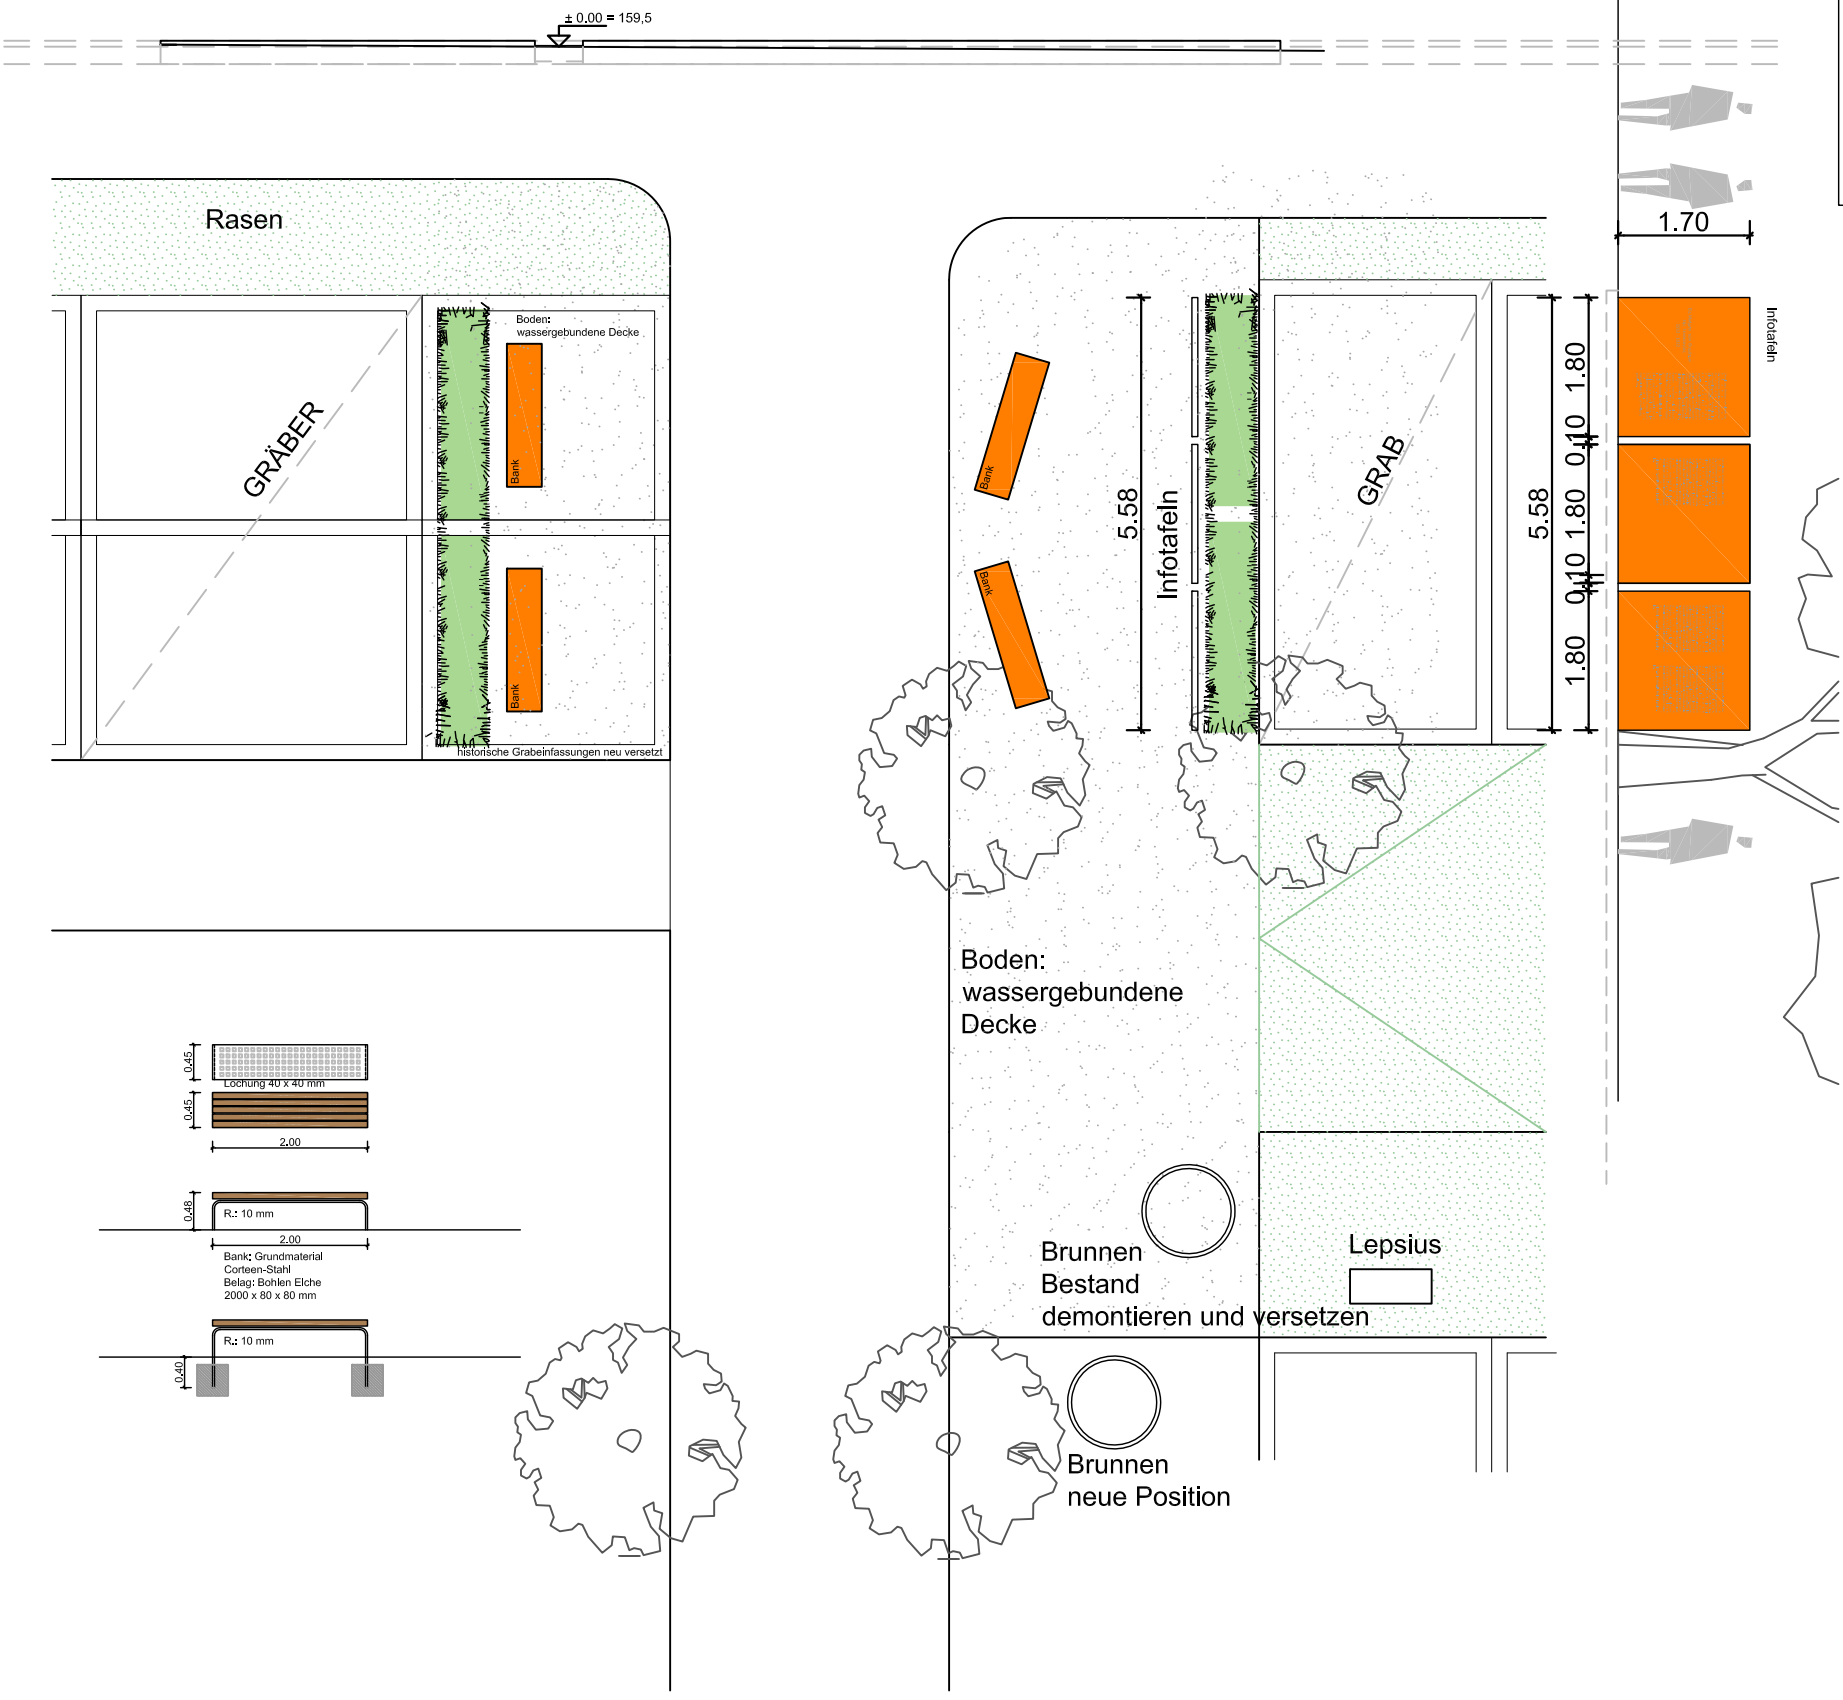 ± 0.00 = 159,5
Rasen
1.70
Boden:
wassergebundene Decke
GRÄBER
Bank
Bank
historische Grabeinfassungen neu versetzt
Bank
Bank
5.58
Infotafeln
GRAB
5.58
1.80
0.10
1.80
0.10
1.80
Infotafeln
Boden:
wassergebundene
Decke
0.45
Lochung 40 x 40 mm
0.45
2.00
0.48
R.: 10 mm
2.00
Bank: Grundmaterial
Corteen-Stahl
Belag: Bohlen EIche
2000 x 80 x 80 mm
R.: 10 mm
0.40
Brunnen
Bestand
demontieren und versetzen
Lepsius
Brunnen
neue Position